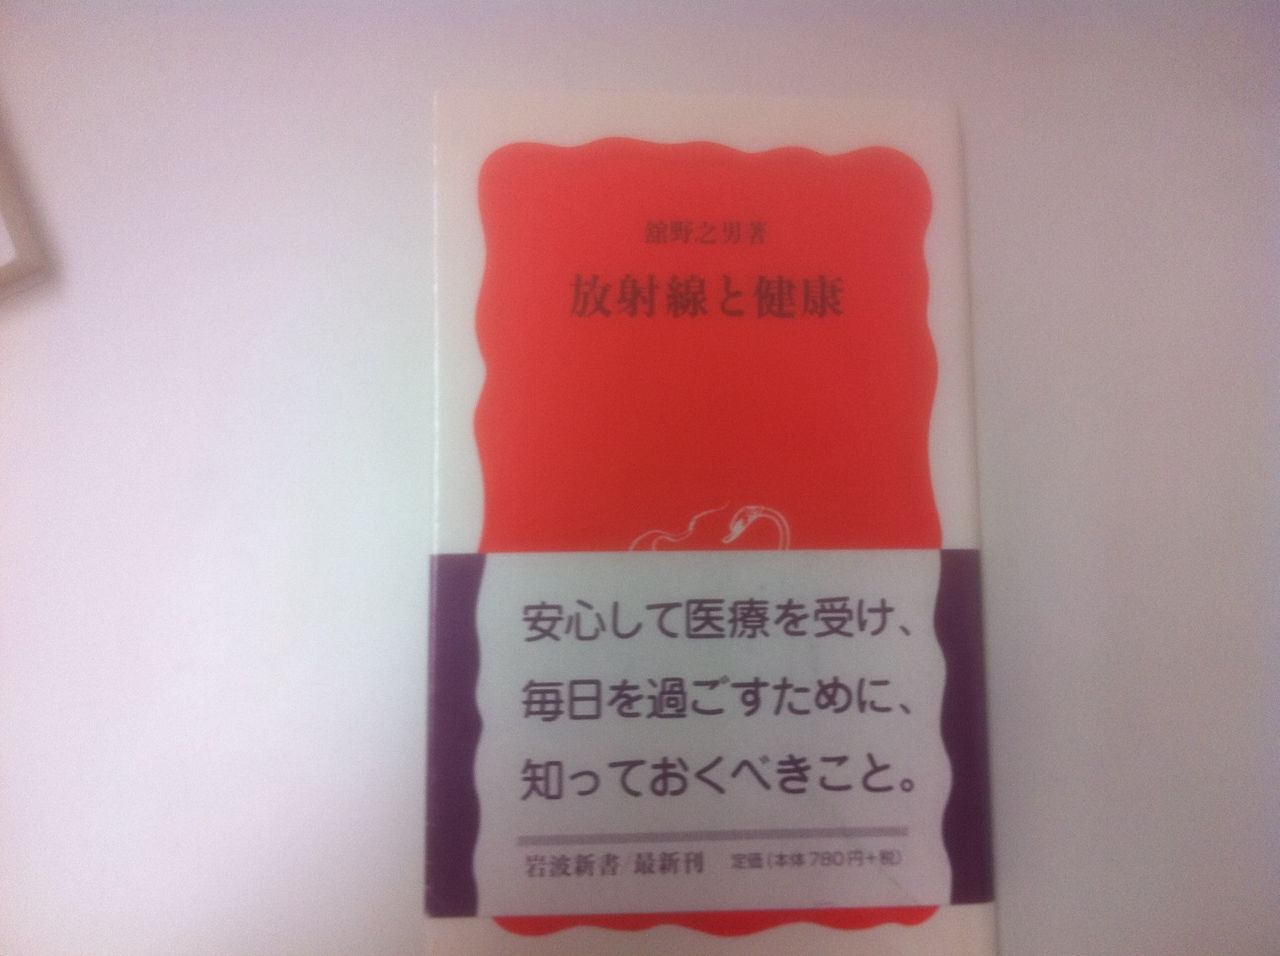 舘野之男著
放射線と健康
安心して医療を受け、
毎日を過ごすために、
知っておくべきこと。
岩波新書/最新刊 定価(本体780円+税)